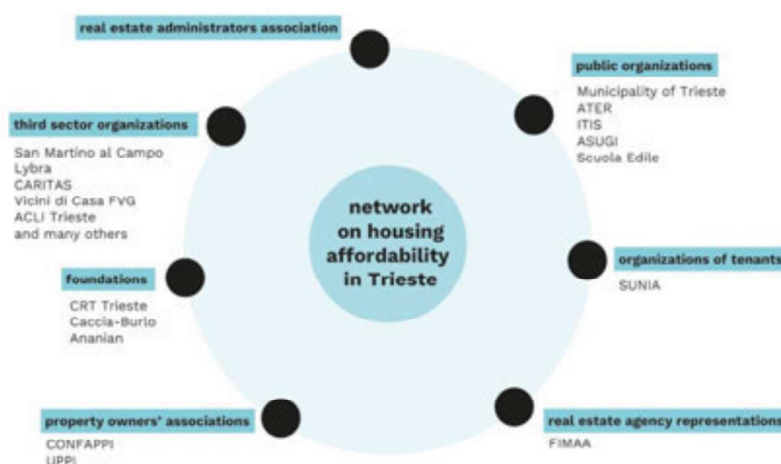 real estate administrators association
public organizations
Municipality of Trieste
ATER
ITIS
ASUGI
Scuola Edile
third sector organizations
San Martino al Campo
Lybra
CARITAS
Vicini di Casa FVG
ACLI Trieste
and many others
network
on housing
affordability
in Trieste
organizations of tenants
SUNIA
foundations
CRT Trieste
Caccia-Burlo
Ananian
property owners' associations
CONFAPPI
UPPI
real estate agency representations
FIMAA